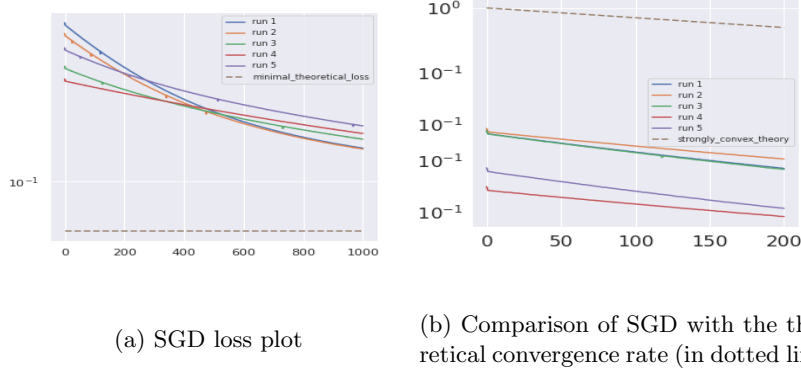 run 1
run 2
run 3
run 4
run 5
minimal_theoretical_loss
10⁻¹
0 200 400 600 800 1000
(a) SGD loss plot
10⁰
10⁻¹
10⁻¹
10⁻¹
10⁻¹
run 1
run 2
run 3
run 4
run 5
strongly_convex_theory
0 50 100 150 200
(b) Comparison of SGD with the th
retical convergence rate (in dotted li